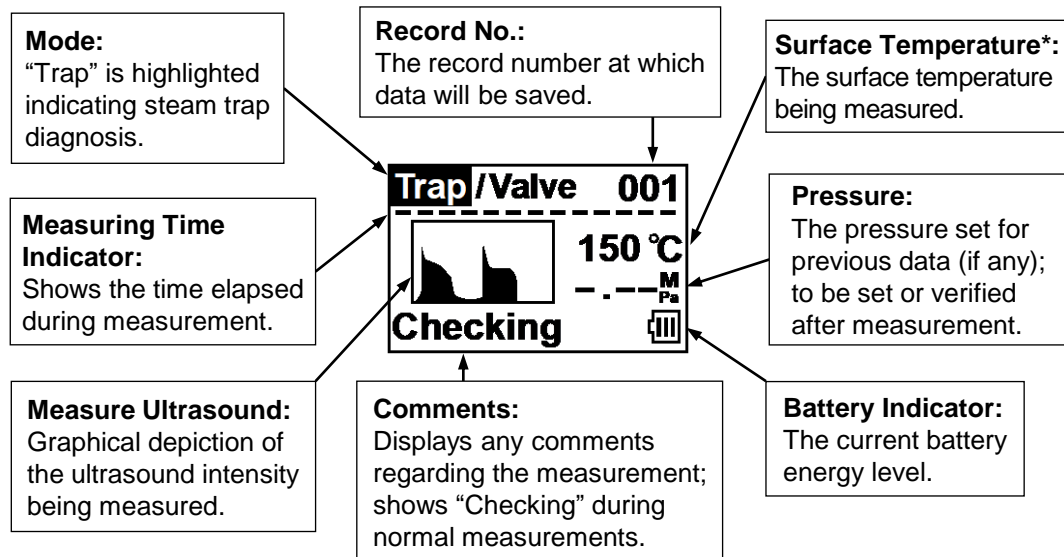 Mode:
“Trap” is highlighted
indicating steam trap
diagnosis.
Record No.:
The record number at which
data will be saved.
Surface Temperature*:
The surface temperature
being measured.
Measuring Time
Indicator:
Shows the time elapsed
during measurement.
Trap/Valve 001
150 °C
--.-- M
Pa
Checking
Pressure:
The pressure set for
previous data (if any);
to be set or verified
after measurement.
Measure Ultrasound:
Graphical depiction of
the ultrasound intensity
being measured.
Comments:
Displays any comments
regarding the measurement;
shows “Checking” during
normal measurements.
Battery Indicator:
The current battery
energy level.